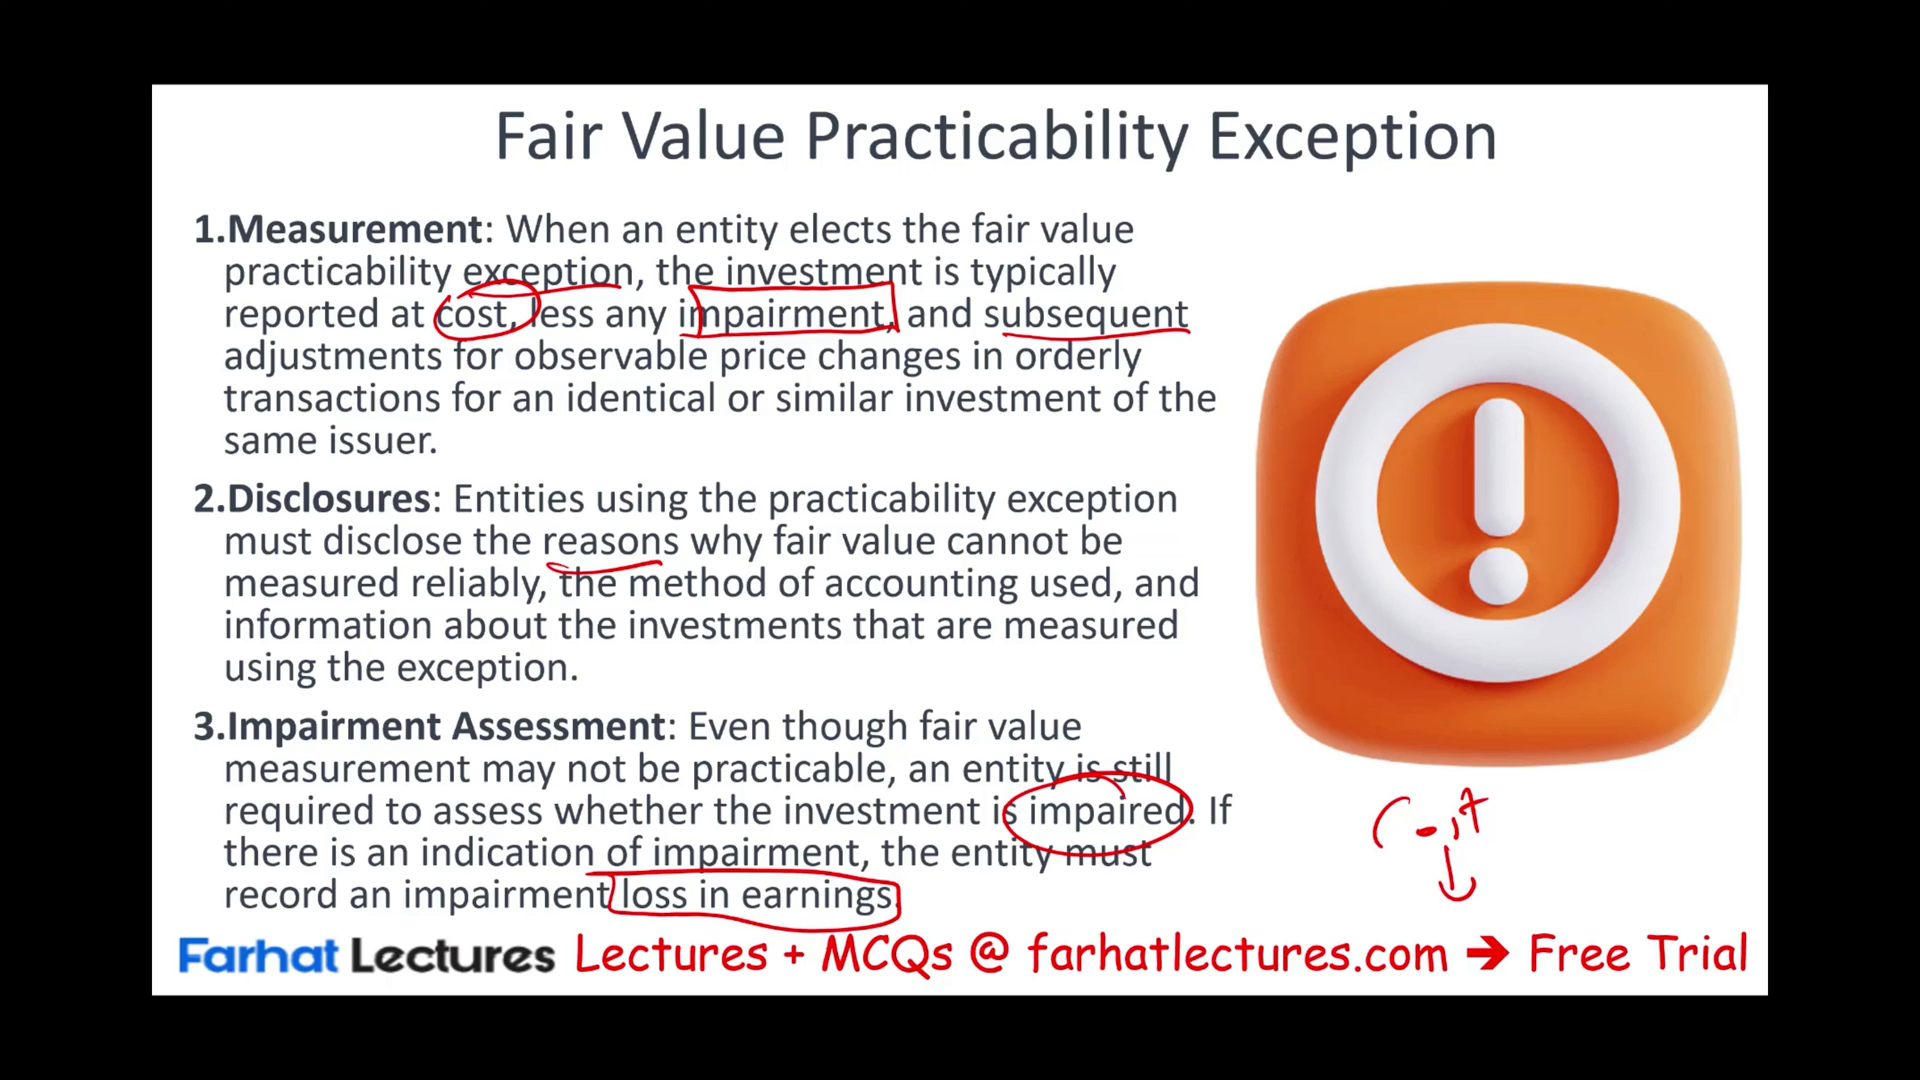 Fair Value Practicability Exception
1.Measurement: When an entity elects the fair value
practicability exception, the investment is typically
reported at cost, less any impairment, and subsequent
adjustments for observable price changes in orderly
transactions for an identical or similar investment of the
same issuer.
2.Disclosures: Entities using the practicability exception
must disclose the reasons why fair value cannot be
measured reliably, the method of accounting used, and
information about the investments that are measured
using the exception.
3.Impairment Assessment: Even though fair value
measurement may not be practicable, an entity is still
required to assess whether the investment is impaired. If
there is an indication of impairment, the entity must
record an impairment loss in earnings.
Farhat Lectures Lectures + MCQs @ farhatlectures.com ➔ Free Trial